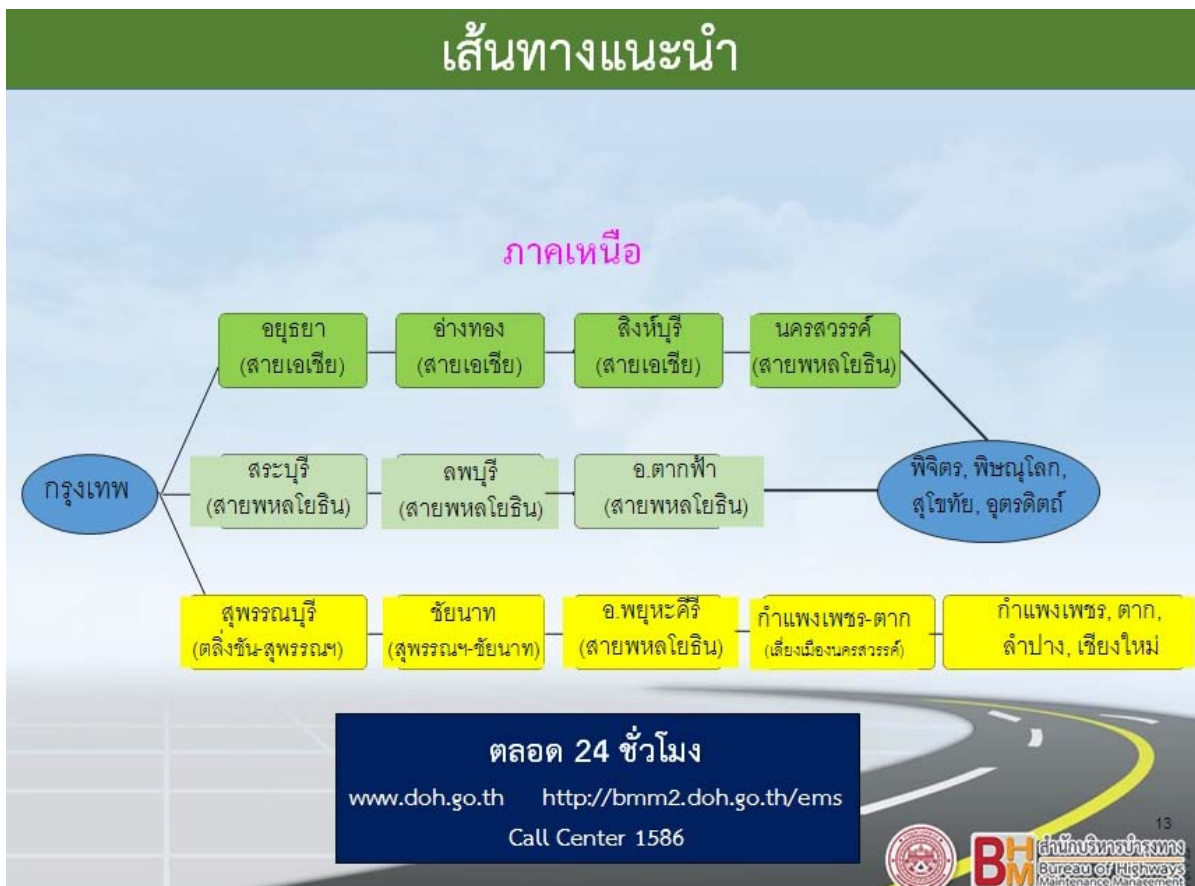 เส้นทางแนะนำ
ภาคเหนือ
อยุธยา
(สายเอเชีย)
อ่างทอง
(สายเอเชีย)
สิงห์บุรี
(สายเอเชีย)
นครสวรรค์
(สายพหลโยธิน)
กรุงเทพ
สระบุรี
(สายพหลโยธิน)
ลพบุรี
(สายพหลโยธิน)
อ.ตากฟ้า
(สายพหลโยธิน)
พิจิตร, พิษณุโลก,
สุโขทัย, อุตรดิตถ์
สุพรรณบุรี
(ตลิ่งชัน-สุพรรณฯ)
ชัยนาท
(สุพรรณฯ-ชัยนาท)
อ.พยุหะคีรี
(สายพหลโยธิน)
กำแพงเพชร-ตาก
(เลี่ยงเมืองนครสวรรค์)
กำแพงเพชร, ตาก,
ลำปาง, เชียงใหม่
ตลอด 24 ชั่วโมง
www.doh.go.th http://bmm2.doh.go.th/ems
Call Center 1586
13
BHM
สำนักบริหารบำรุงทาง
Bureau of Highways
Maintenance Management